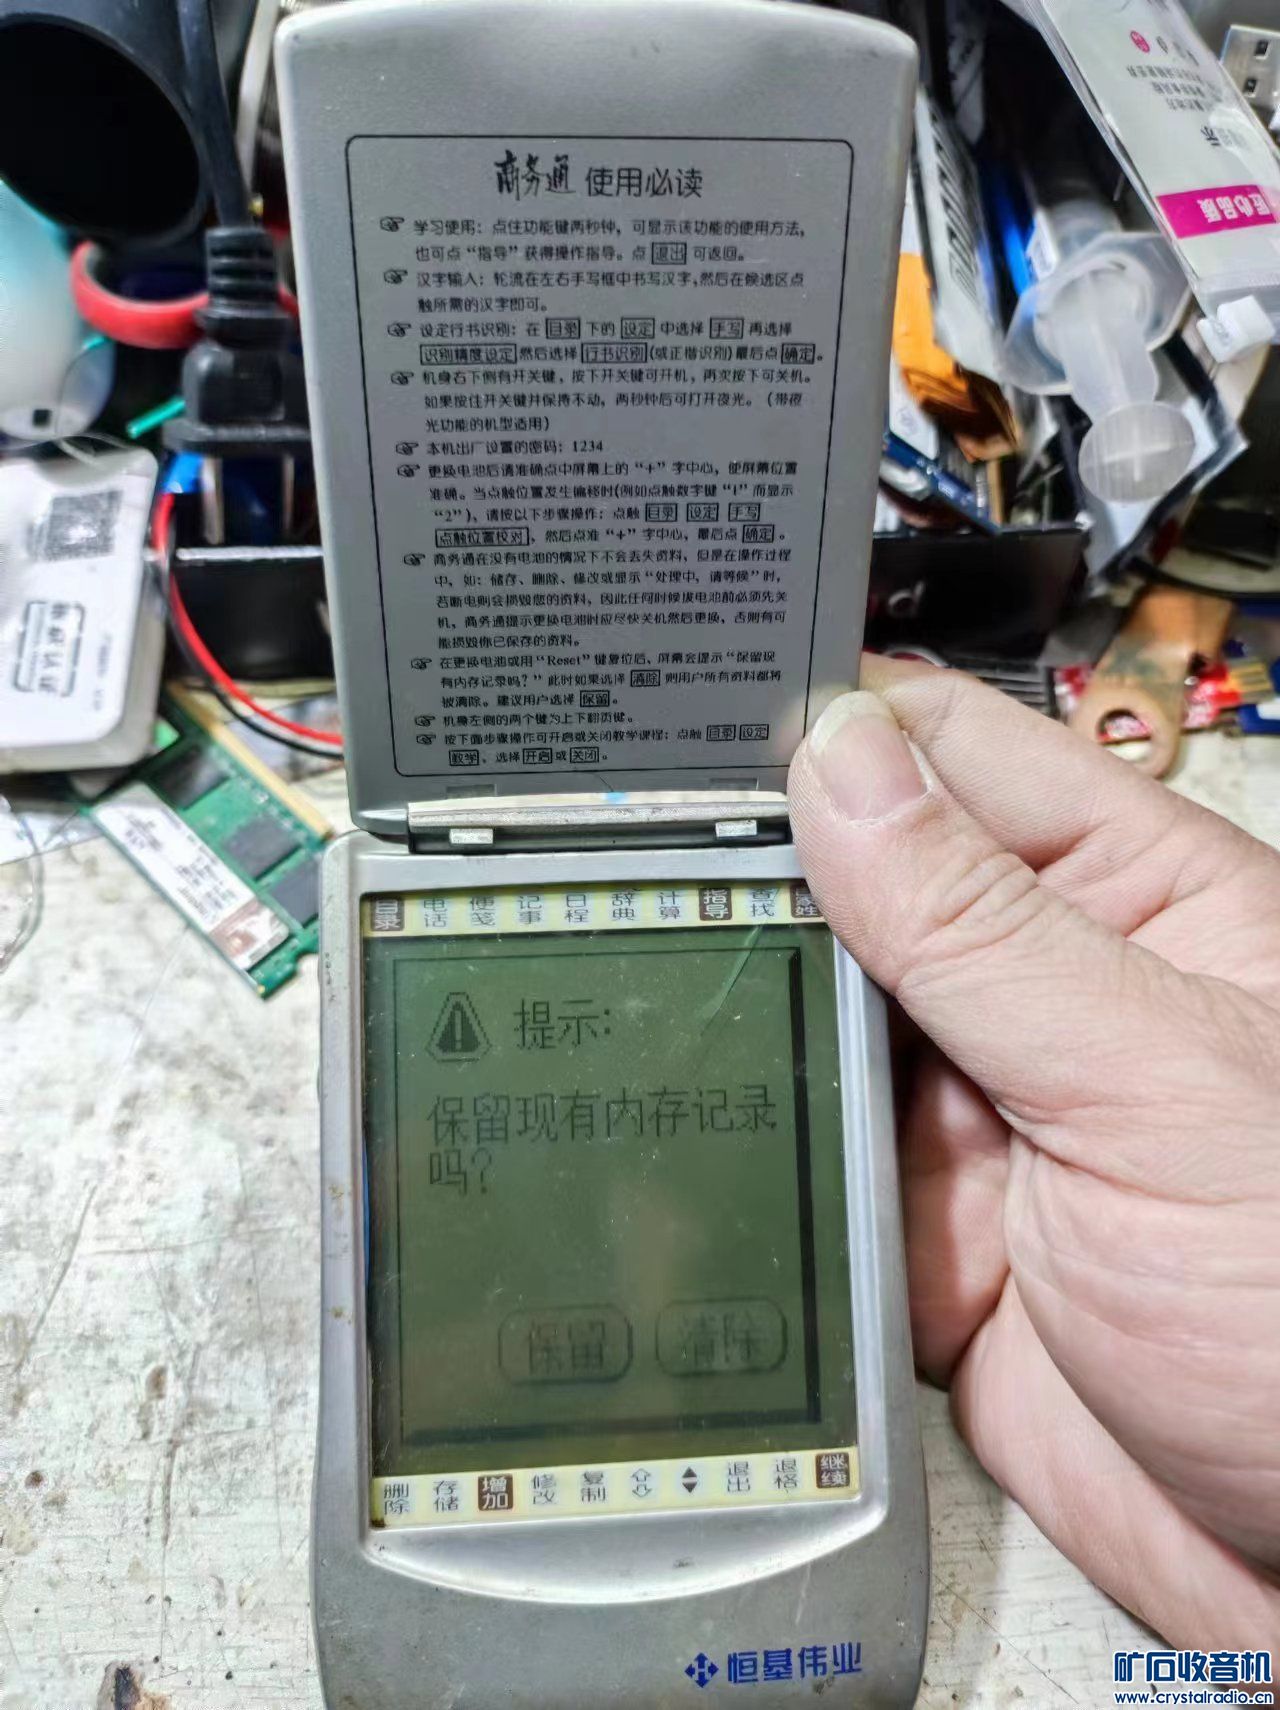 商务通 使用必读
学习使用：点住功能键两秒钟，可显示该功能的使用方法，
也可点“指导”获得操作指导。点 退出 可返回。
汉字输入：轮流在左右手写框中书写汉字，然后在候选区点
触所需的汉字即可。
设定行书识别：在 目录 下的 设定 中选择 手写 再选择
识别精度设定 然后选择 行书识别 (或正楷识别) 最后点 确定 。
机身右下侧有开关键，按下开关键可开机，再次按下可关机。
如果按住开关键并保持不动，两秒钟后可打开夜光。（带夜
光功能的机型适用）
本机出厂设置的密码：1234
更换电池后请准确点中屏幕上的“+”字中心，使屏幕位置
准确。当点触位置发生偏移时(例如点触数字键“1”而显示
“2”)、请按以下步骤操作：点触 目录 设定 手写
点触位置校对 ，然后点准“+”字中心，最后点 确定 。
商务通在没有电池的情况下不会丢失资料，但是在操作过程
中，如：储存、删除、修改或显示“处理中，请等候”时，
若断电则会损毁您的资料，因此任何时候换电池前必须先关
机，商务通提示更换电池时应尽快关机然后更换，否则有可
能损毁你已保存的资料。
在更换电池或用“Reset”键复位后、屏幕会提示“保留现
有内存记录吗？”此时如果选择 清除 则用户所有资料都将
被清除。建议用户选择 保留 。
机身左侧的两个键为上下翻页键。
按下面步骤操作可开启或关闭教学课程：点触 目录 设定
教学 、选择 开启 或 关闭 。
目录 电话 便笺 记事 日程 辞典 计算 指导 查找
提示：
保留现有内存记录
吗？
保留 清除
删除 存储 增加 修改 复制 退出 退格 继续
恒基伟业
匠心品质
矿石收音机
www.crystalradio.cn